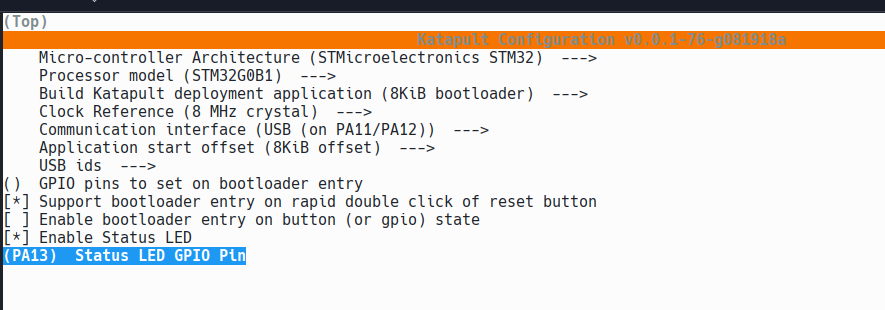 (Top)
Katapult Configuration v0.0.1-76-g081918a
Micro-controller Architecture (STMicroelectronics STM32)  --->
Processor model (STM32G0B1)  --->
Build Katapult deployment application (8KiB bootloader)  --->
Clock Reference (8 MHz crystal)  --->
Communication interface (USB (on PA11/PA12))  --->
Application start offset (8KiB offset)  --->
USB ids  --->
()  GPIO pins to set on bootloader entry
[*] Support bootloader entry on rapid double click of reset button
[ ] Enable bootloader entry on button (or gpio) state
[*] Enable Status LED
(PA13)  Status LED GPIO Pin